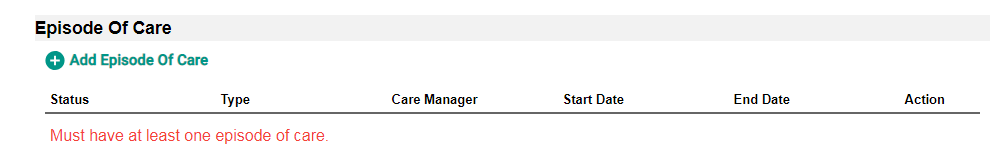 Episode Of Care
Add Episode Of Care
Status Type Care Manager Start Date End Date Action
Must have at least one episode of care.